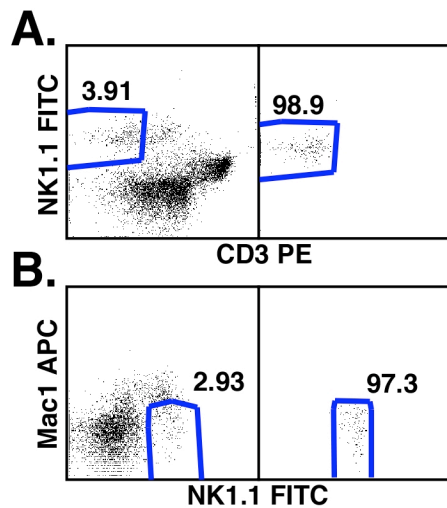 A.
NK1.1 FITC
3.91
98.9
CD3 PE
B.
Mac1 APC
2.93
97.3
NK1.1 FITC